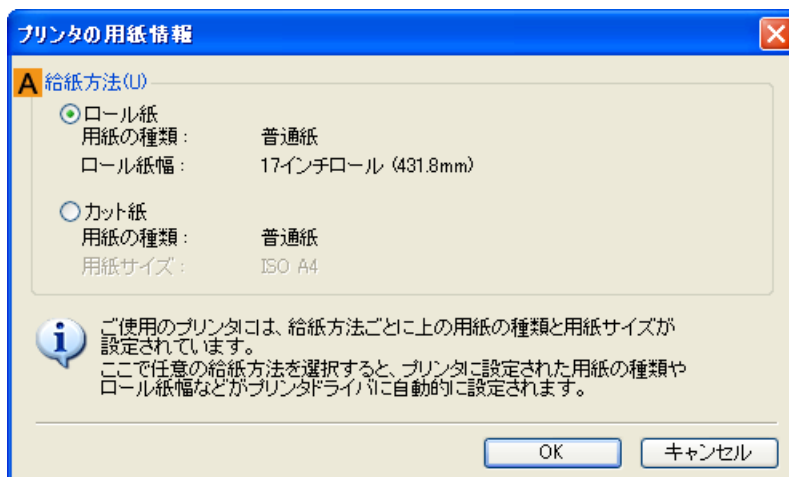 プリンタの用紙情報
A 給紙方法(U)
ロール紙
用紙の種類： 普通紙
ロール紙幅： 17インチロール (431.8mm)
カット紙
用紙の種類： 普通紙
用紙サイズ： ISO A4
ご使用のプリンタには、給紙方法ごとに上の用紙の種類と用紙サイズが
設定されています。
ここで任意の給紙方法を選択すると、プリンタに設定された用紙の種類や
ロール紙幅などがプリンタドライバに自動的に設定されます。
OK キャンセル